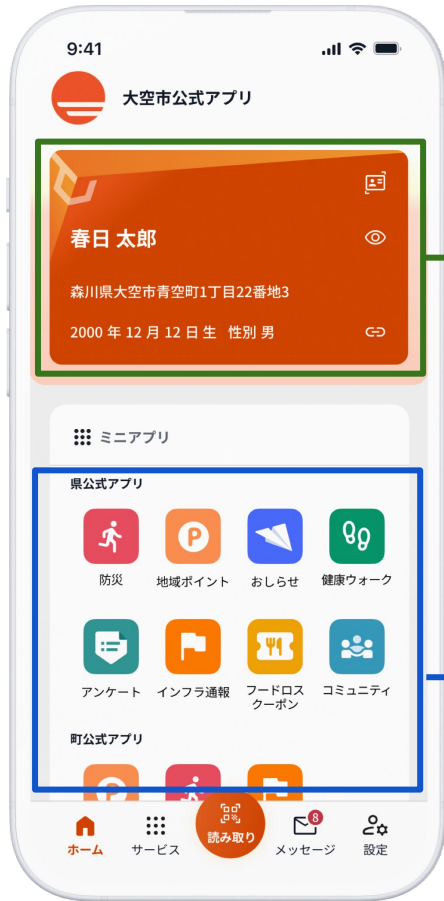 9:41
大空市公式アプリ
春日 太郎
森川県大空市青空町1丁目22番地3
2000 年 12 月 12 日 生 性別 男
ミニアプリ
県公式アプリ
P
防災 地域ポイント おしらせ 健康ウォーク
アンケート インフラ通報 フードロス クーポン コミュニティ
町公式アプリ
P
8
読み取り
ホーム サービス メッセージ 設定